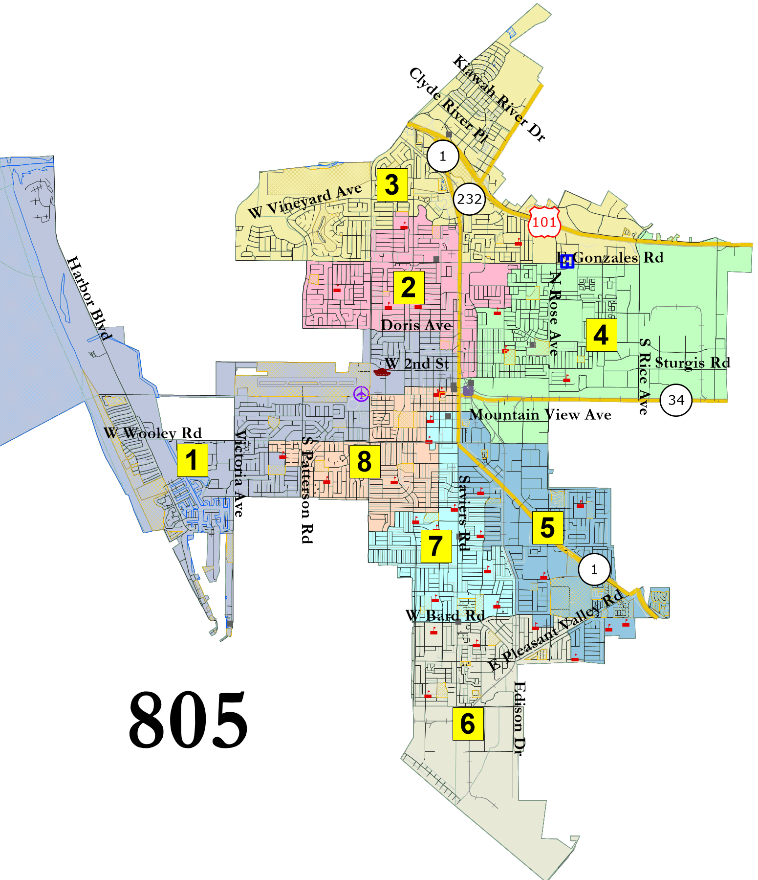 Kiawah River Dr
Clyde River Pl
1
3
W Vineyard Ave
232
101
Gonzales Rd
Harbor Blvd
2
N Rose Ave
Doris Ave
4
S Rice Ave
W 2nd St
Sturgis Rd
34
Mountain View Ave
W Wooley Rd
1
Victoria Ave
S Patterson Rd
8
Saviers Rd
5
7
1
W Bard Rd
E Pleasant Valley Rd
Edison Dr
6
805